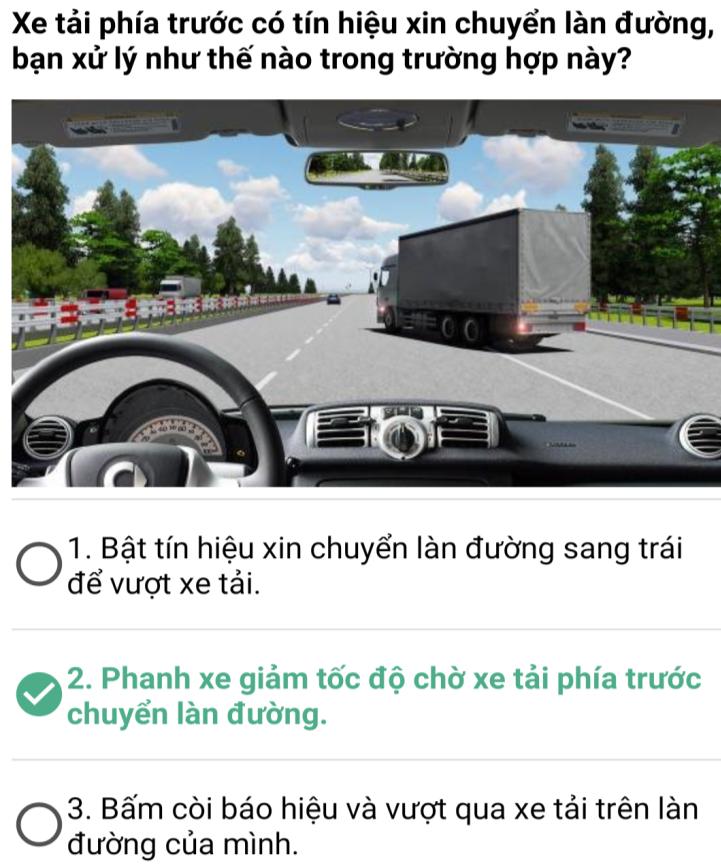 Xe tải phía trước có tín hiệu xin chuyển làn đường,
bạn xử lý như thế nào trong trường hợp này?
1. Bật tín hiệu xin chuyển làn đường sang trái
để vượt xe tải.
2. Phanh xe giảm tốc độ chờ xe tải phía trước
chuyển làn đường.
3. Bấm còi báo hiệu và vượt qua xe tải trên làn
đường của mình.